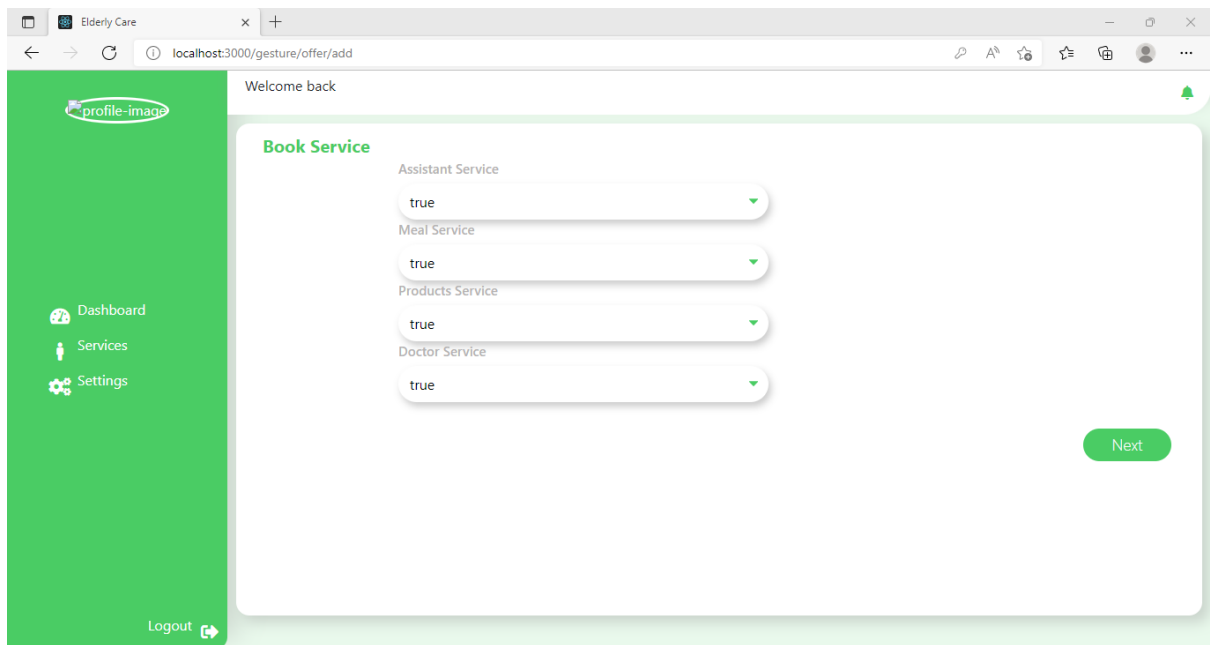 Elderly Care
localhost:3000/gesture/offer/add
profile-image
Welcome back
Book Service
Assistant Service
true
Meal Service
true
Products Service
true
Doctor Service
true
Dashboard
Services
Settings
Next
Logout